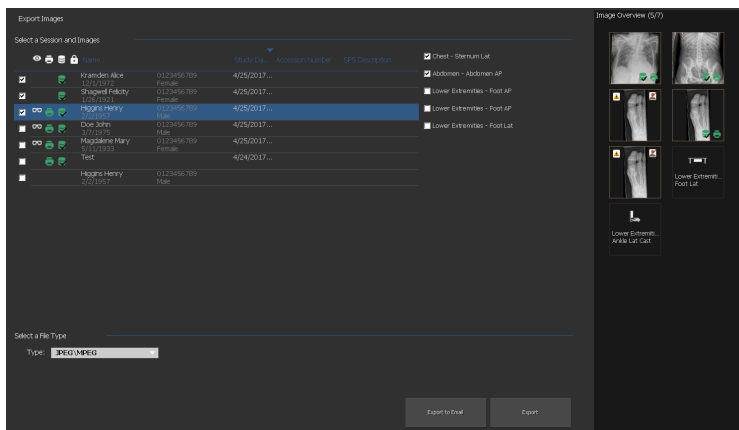 Export Images
Image Overview (5/7)
Select a Session and Images
Name
Study Da... Accession Number SPS Description
Kramden Alice 0123456789 4/25/2017...
12/1/1972 Female
Shagwell Felicity 0123456789 4/25/2017...
1/26/1921 Female
Higgins Henry 0123456789 4/25/2017...
2/2/1957 Male
Doe John 0123456789 4/25/2017...
3/7/1975 Male
Magdalene Mary 0123456789 4/25/2017...
5/11/1933 Female
Test 4/24/2017...
Higgins Henry 0123456789
2/2/1957 Male
Chest - Sternum Lat
Abdomen - Abdomen AP
Lower Extremities - Foot AP
Lower Extremities - Foot AP
Lower Extremities - Foot Lat
Lower Extremiti...
Foot Lat
Lower Extremiti...
Ankle Lat Cast
Select a File Type
Type: JPEG\MPEG
Export to Email
Export